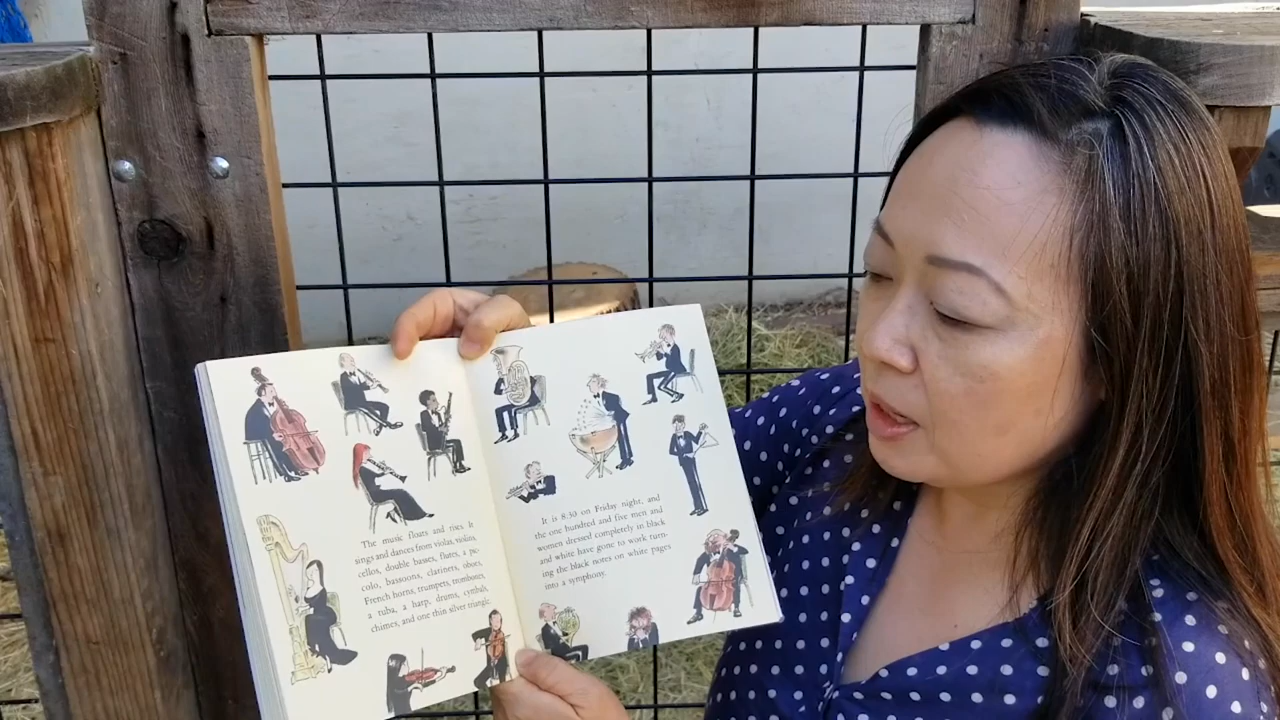 The music floats and rises. It
sings and dances from violas, violins,
cellos, double basses, flutes, a pic-
colo, bassoons, clarinets, oboes,
French horns, trumpets, trombones,
a tuba, a harp, drums, cymbals,
chimes, and one thin silver triangle.
It is 8:30 on Friday night, and
the one hundred and five men and
women dressed completely in black
and white have gone to work turn-
ing the black notes on white pages
into a symphony.